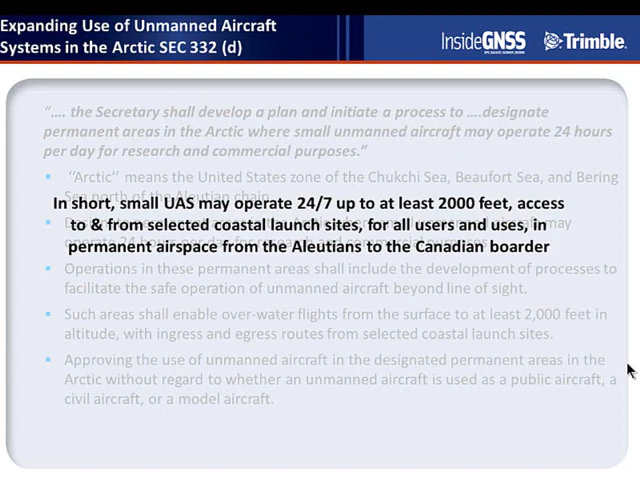 Expanding Use of Unmanned Aircraft
Systems in the Arctic SEC 332 (d)
InsideGNSS
Trimble.
“…. the Secretary shall develop a plan and initiate a process to ….designate
permanent areas in the Arctic where small unmanned aircraft may operate 24 hours
per day for research and commercial purposes.”
▪ “Arctic” means the United States zone of the Chukchi Sea, Beaufort Sea, and Bering
Sea north of the Aleutian chain
In short, small UAS may operate 24/7 up to at least 2000 feet, access
to & from selected coastal launch sites, for all users and uses, in
permanent airspace from the Aleutians to the Canadian boarder
▪ Operations in these permanent areas shall include the development of processes to
facilitate the safe operation of unmanned aircraft beyond line of sight.
▪ Such areas shall enable over-water flights from the surface to at least 2,000 feet in
altitude, with ingress and egress routes from selected coastal launch sites.
▪ Approving the use of unmanned aircraft in the designated permanent areas in the
Arctic without regard to whether an unmanned aircraft is used as a public aircraft, a
civil aircraft, or a model aircraft.